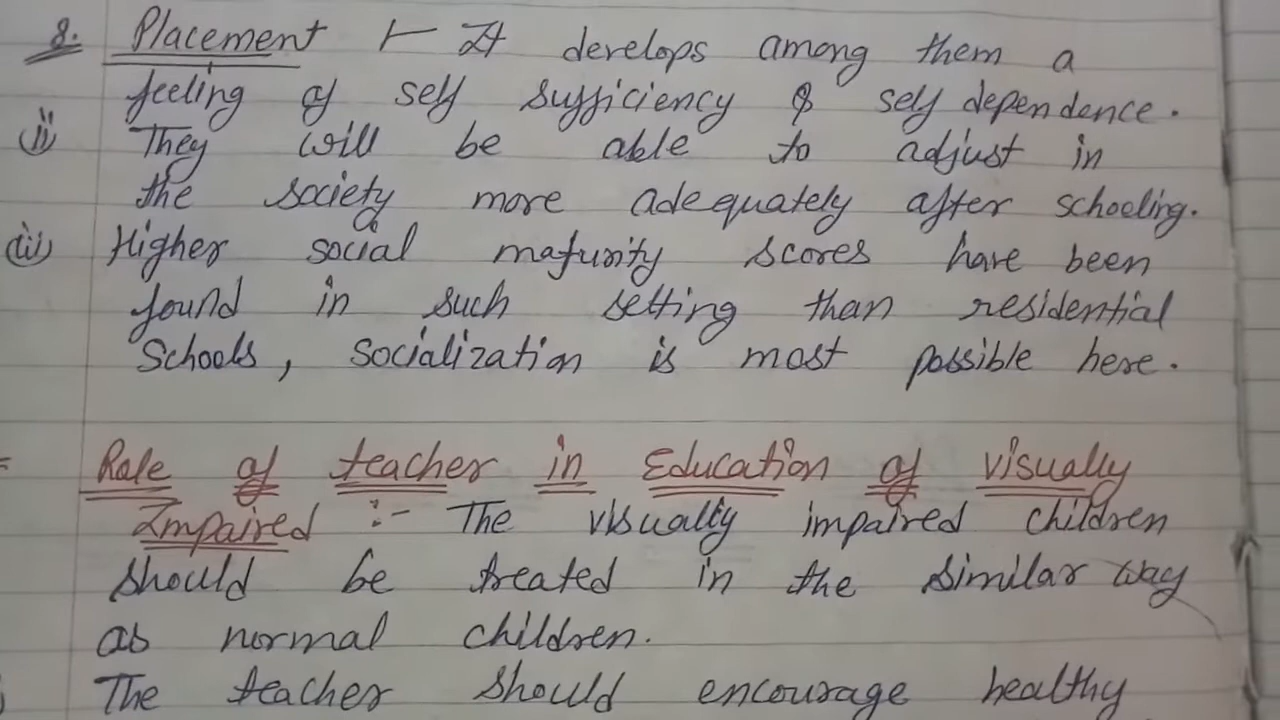 8. Placement :- It develops among them a
feeling of self sufficiency & self dependence.
(ii) They will be able to adjust in
the society more adequately after schooling.
(iii) Higher social maturity scores have been
found in such setting than residential
Schools, socialization is most possible here.
Role of teacher in Education of visually
Impaired :- The visually impaired children
should be treated in the similar way
as normal children.
The teacher should encourage healthy